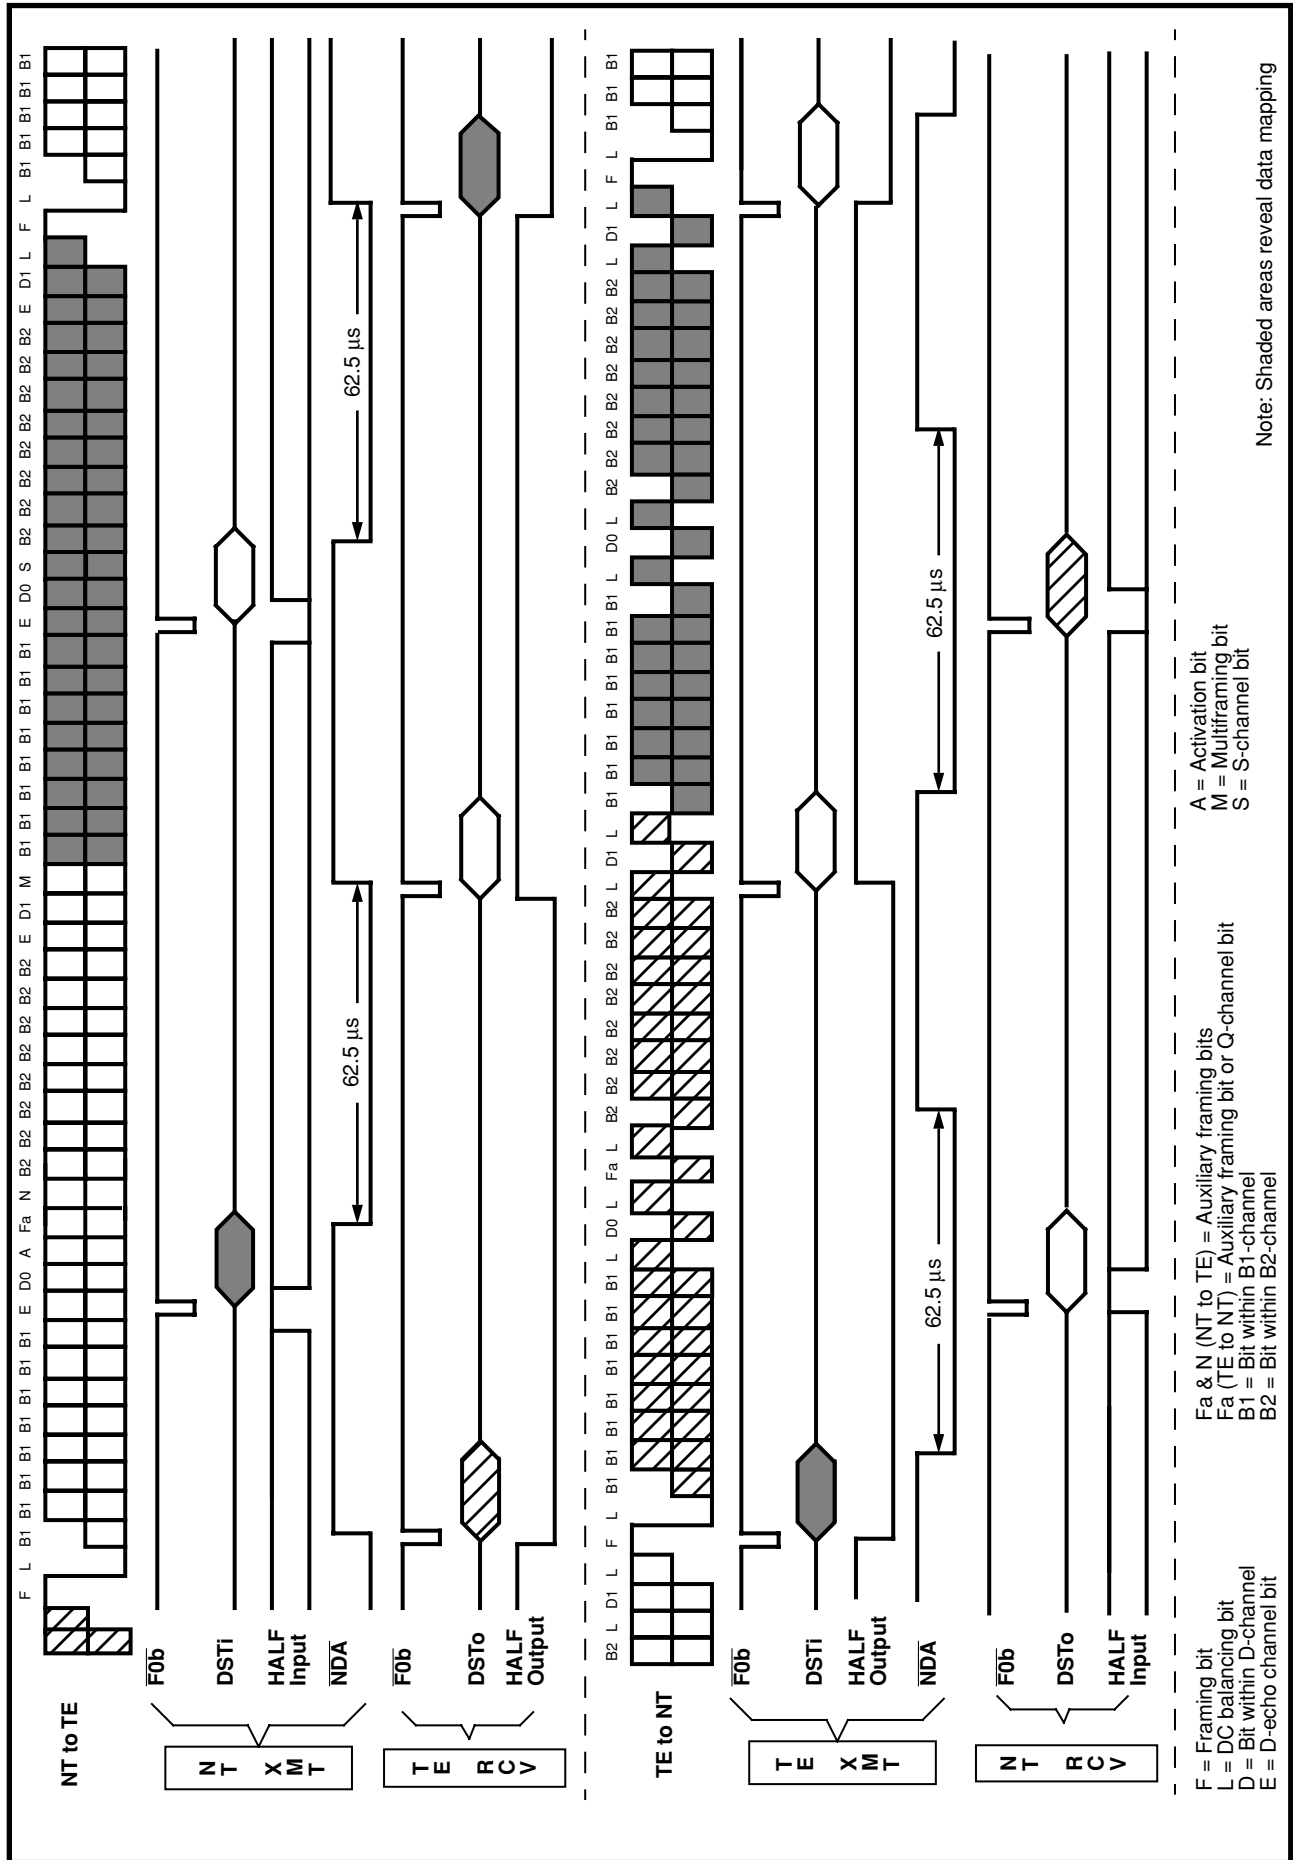 NT to TE
F L B1 B1 B1 B1 B1 B1 B1 B1 E D0 A Fa N B2 B2 B2 B2 B2 B2 B2 B2 E D1 M B1 B1 B1 B1 B1 B1 B1 B1 E D0 S B2 B2 B2 B2 B2 B2 B2 B2 E D1 L F L B1 B1 B1 B1 B1
NT XMT
F0b
DSTi
HALF
Input
NDA
62.5 µs
62.5 µs
TE RCV
F0b
DSTo
HALF
Output
TE to NT
B2 L D1 L F L B1 B1 B1 B1 B1 B1 B1 B1 L D0 L Fa L B2 B2 B2 B2 B2 B2 B2 B2 L D1 L B1 B1 B1 B1 B1 B1 B1 B1 L D0 L B2 B2 B2 B2 B2 B2 B2 B2 L D1 L F L B1 B1 B1
TE XMT
F0b
DSTi
HALF
Output
NDA
62.5 µs
62.5 µs
NT RCV
F0b
DSTo
HALF
Input
F = Framing bit
L = DC balancing bit
D = Bit within D-channel
E = D-echo channel bit
Fa & N (NT to TE) = Auxiliary framing bits
Fa (TE to NT) = Auxiliary framing bit or Q-channel bit
B1 = Bit within B1-channel
B2 = Bit within B2-channel
A = Activation bit
M = Multiframing bit
S = S-channel bit
Note: Shaded areas reveal data mapping